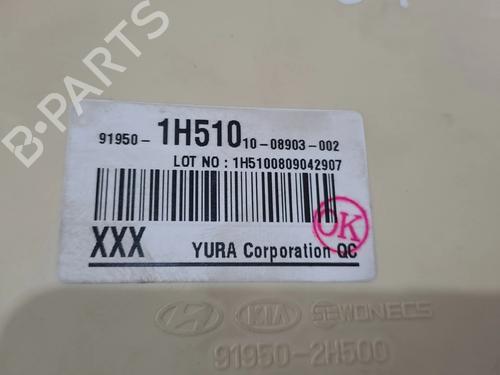 91950- 1H510 10-08903-002
LOT NO : 1H5100809042907
XXX YURA Corporation QC
OK
KIA SEWONECS
91950-2H500
B-PARTS